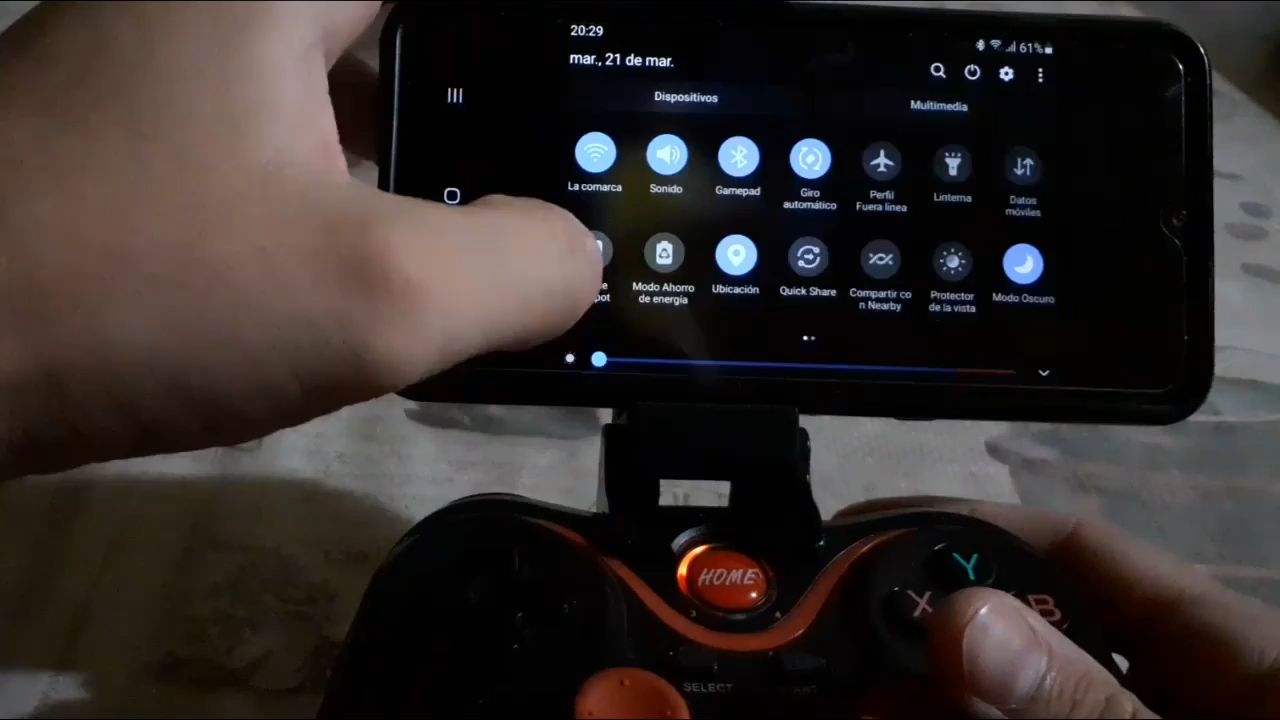 20:29
61%
mar., 21 de mar.
Dispositivos
Multimedia
La comarca
Sonido
Gamepad
Giro
automático
Perfil
Fuera línea
Linterna
Datos
móviles
Modo Ahorro
de energía
Ubicación
Quick Share
Compartir co
n Nearby
Protector
de la vista
Modo Oscuro
HOME
Y
X
B
SELECT